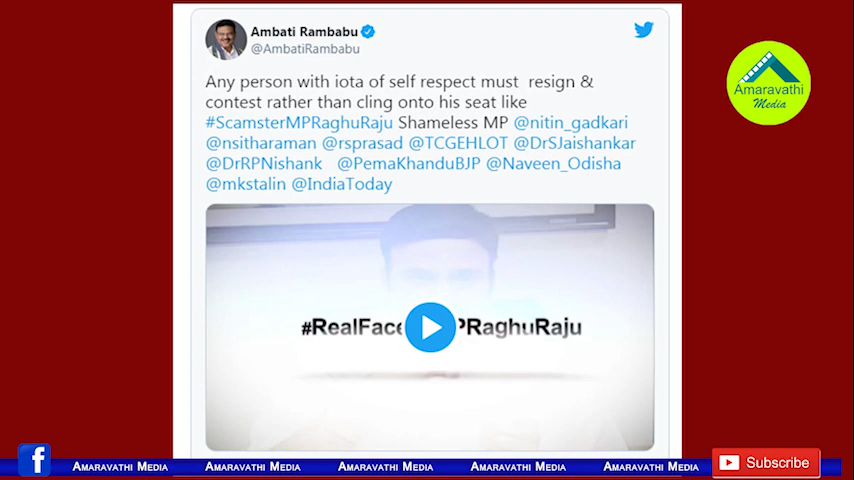 Ambati Rambabu
@AmbatiRambabu
Any person with iota of self respect must resign &
contest rather than cling onto his seat like
#ScamsterMPRaghuRaju Shameless MP @nitin_gadkari
@nsitharaman @rsprasad @TCGEHLOT @DrSJaishankar
@DrRPNishank @PemaKhanduBJP @Naveen_Odisha
@mkstalin @IndiaToday
#RealFace PRaghuRaju
Amaravathi
Media
f
AMARAVATHI MEDIA AMARAVATHI MEDIA AMARAVATHI MEDIA AMARAVATHI MEDIA AMARAVATHI MEDIA
Subscribe